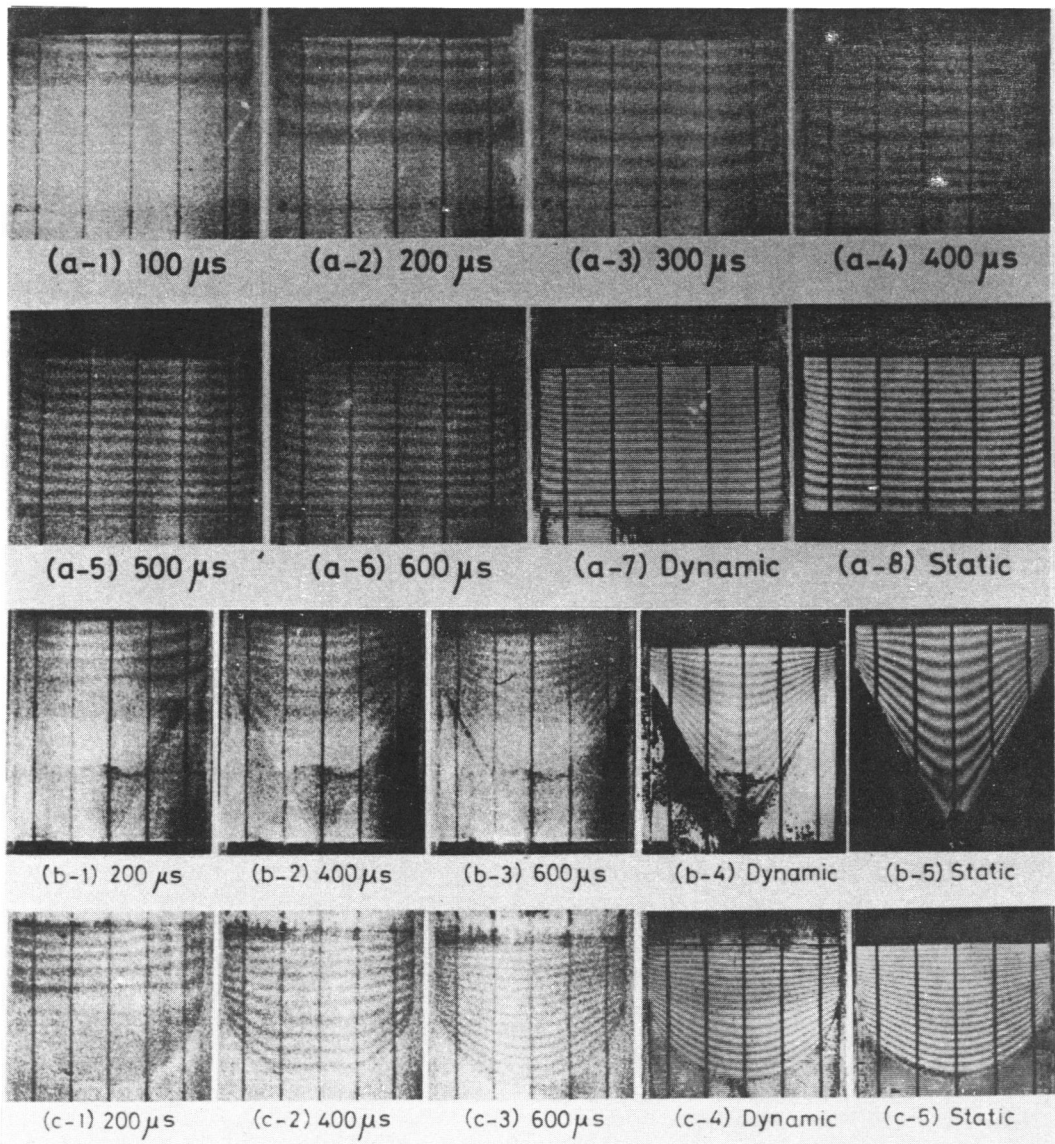 (a-1) 100 μs (a-2) 200 μs (a-3) 300 μs (a-4) 400 μs
(a-5) 500 μs (a-6) 600 μs (a-7) Dynamic (a-8) Static
(b-1) 200 μs (b-2) 400 μs (b-3) 600 μs (b-4) Dynamic (b-5) Static
(c-1) 200 μs (c-2) 400 μs (c-3) 600 μs (c-4) Dynamic (c-5) Static